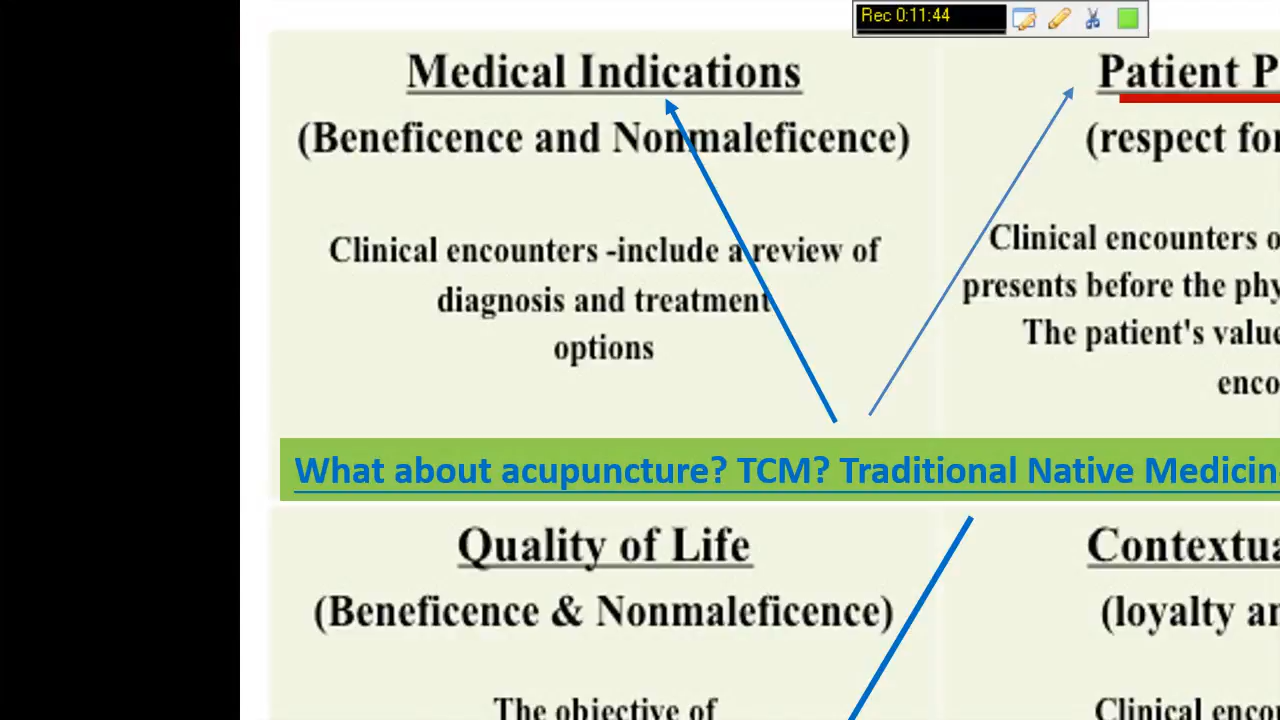 Rec 0:11:44
Medical Indications
(Beneficence and Nonmaleficence)
Clinical encounters -include a review of
diagnosis and treatment
options
Patient P
(respect for
Clinical encounters o
presents before the phy
The patient's value
enco
What about acupuncture? TCM? Traditional Native Medicin
Quality of Life
(Beneficence & Nonmaleficence)
The objective of
Contextua
(loyalty an
Clinical encou